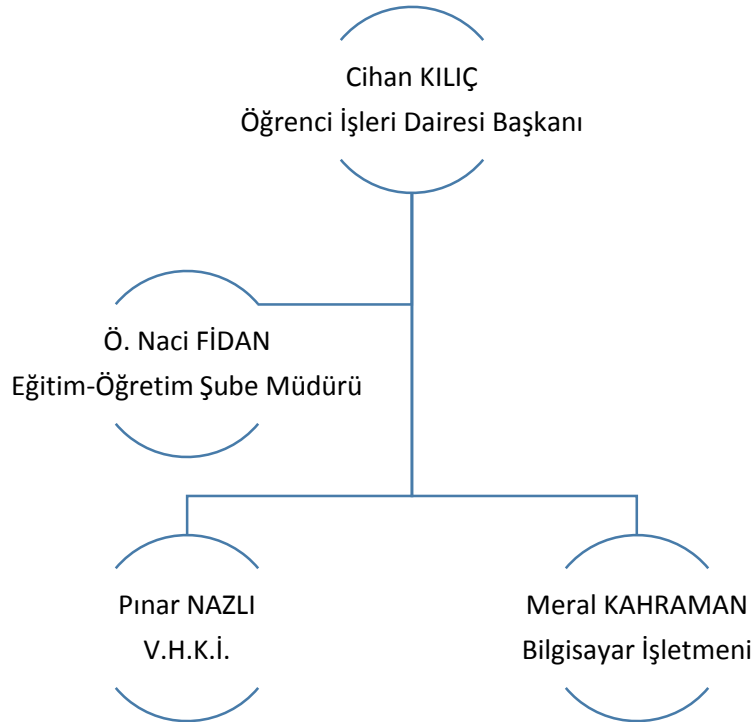 Cihan KILIÇ
Öğrenci İşleri Dairesi Başkanı
Ö. Naci FİDAN
Eğitim-Öğretim Şube Müdürü
Pınar NAZLI
V.H.K.İ.
Meral KAHRAMAN
Bilgisayar İşletmeni